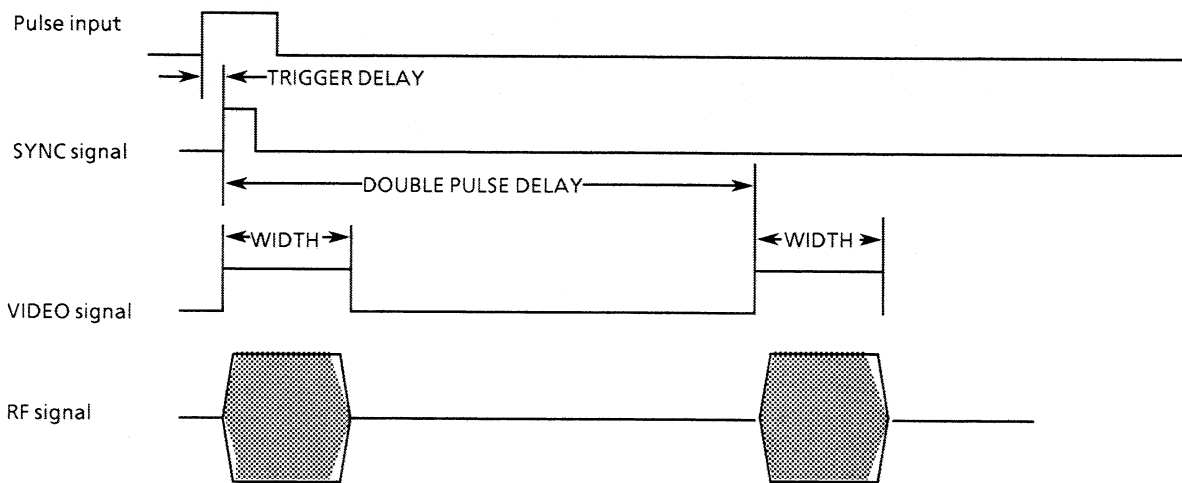 Pulse input
TRIGGER DELAY
SYNC signal
DOUBLE PULSE DELAY
WIDTH WIDTH
VIDEO signal
RF signal